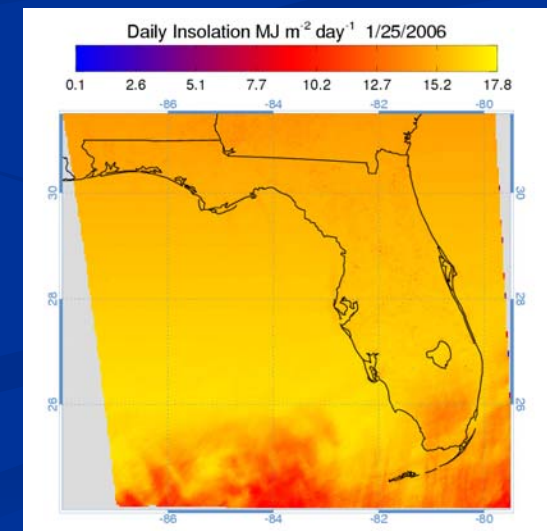 Daily Insolation MJ m⁻² day⁻¹ 1/25/2006
0.1 2.6 5.1 7.7 10.2 12.7 15.2 17.8
-86 -84 -82 -80
30 30
28 28
26 26
-86 -84 -82 -80